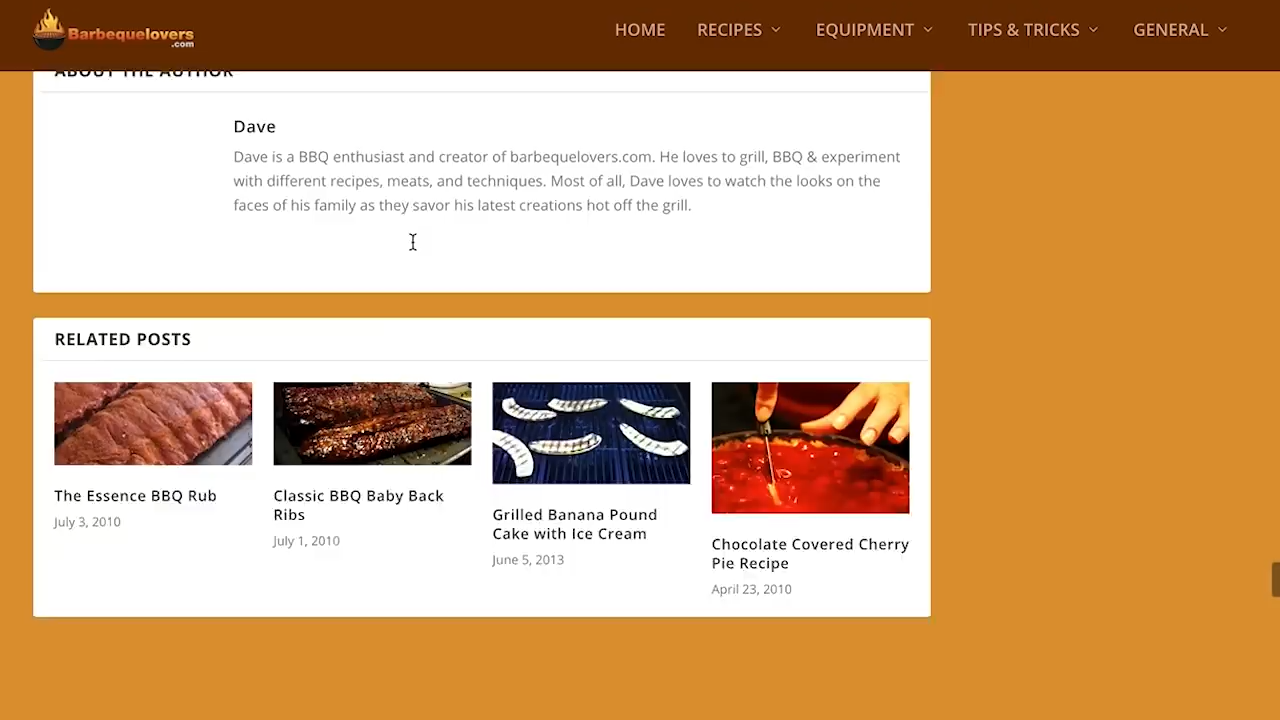 Barbequelovers
.com
HOME
RECIPES
EQUIPMENT
TIPS & TRICKS
GENERAL
ABOUT THE AUTHOR
Dave
Dave is a BBQ enthusiast and creator of barbequelovers.com. He loves to grill, BBQ & experiment
with different recipes, meats, and techniques. Most of all, Dave loves to watch the looks on the
faces of his family as they savor his latest creations hot off the grill.
RELATED POSTS
The Essence BBQ Rub
July 3, 2010
Classic BBQ Baby Back
Ribs
July 1, 2010
Grilled Banana Pound
Cake with Ice Cream
June 5, 2013
Chocolate Covered Cherry
Pie Recipe
April 23, 2010